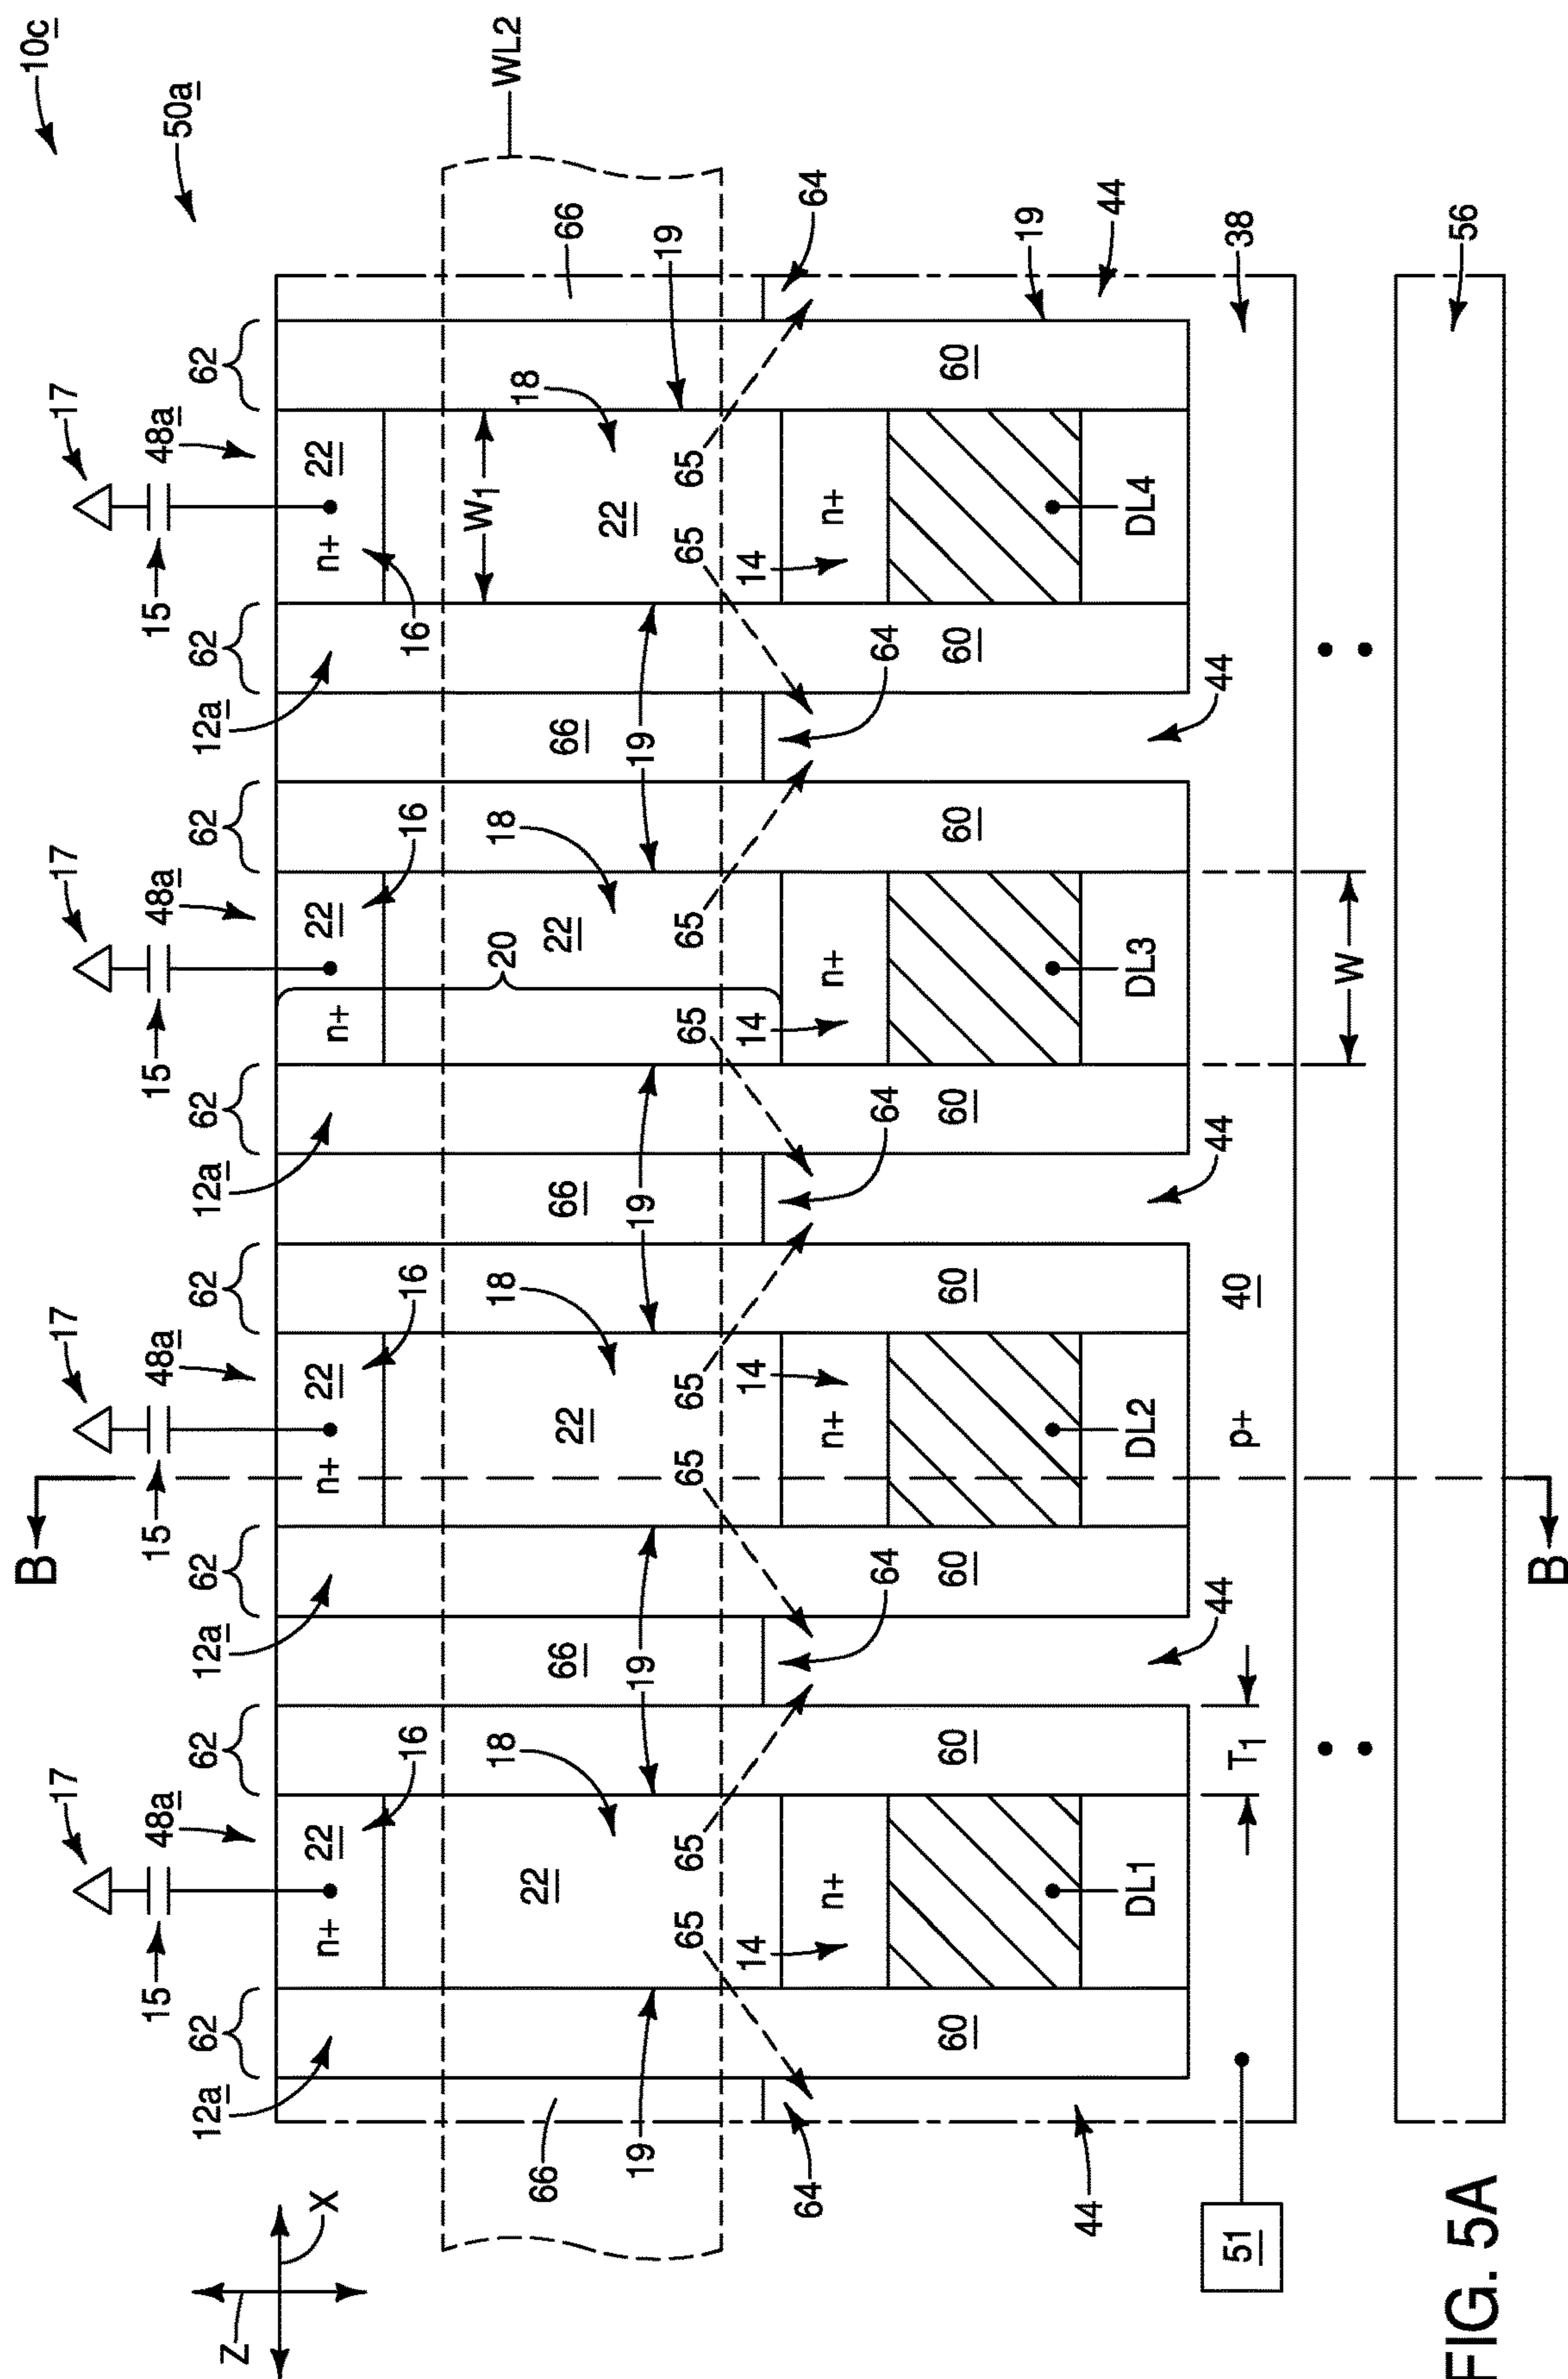 B
10c
17 17 17 17
15 48a 15 48a 15 48a 15 48a 50a
12a 62 62 12a 62 62 12a 62 62 12a 62 62
Z
X n+ 22 n+ 22 n+ 22 n+ 22
16 16 16 16
W1
18 18 20 18 18 WL2
66 22 66 22 66 22 66 22 66
19 19 19 19 19
65 65 65 65 65 65 65 65
14 14 14 14
64 n+ n+ n+ n+ 64
64 64 64
60 60 60 60 60 60 60 60
19
44 44
DL1 DL2 DL3 DL4
44 44 44
51 T1 p+ 40 38
W
FIG. 5A 56
B